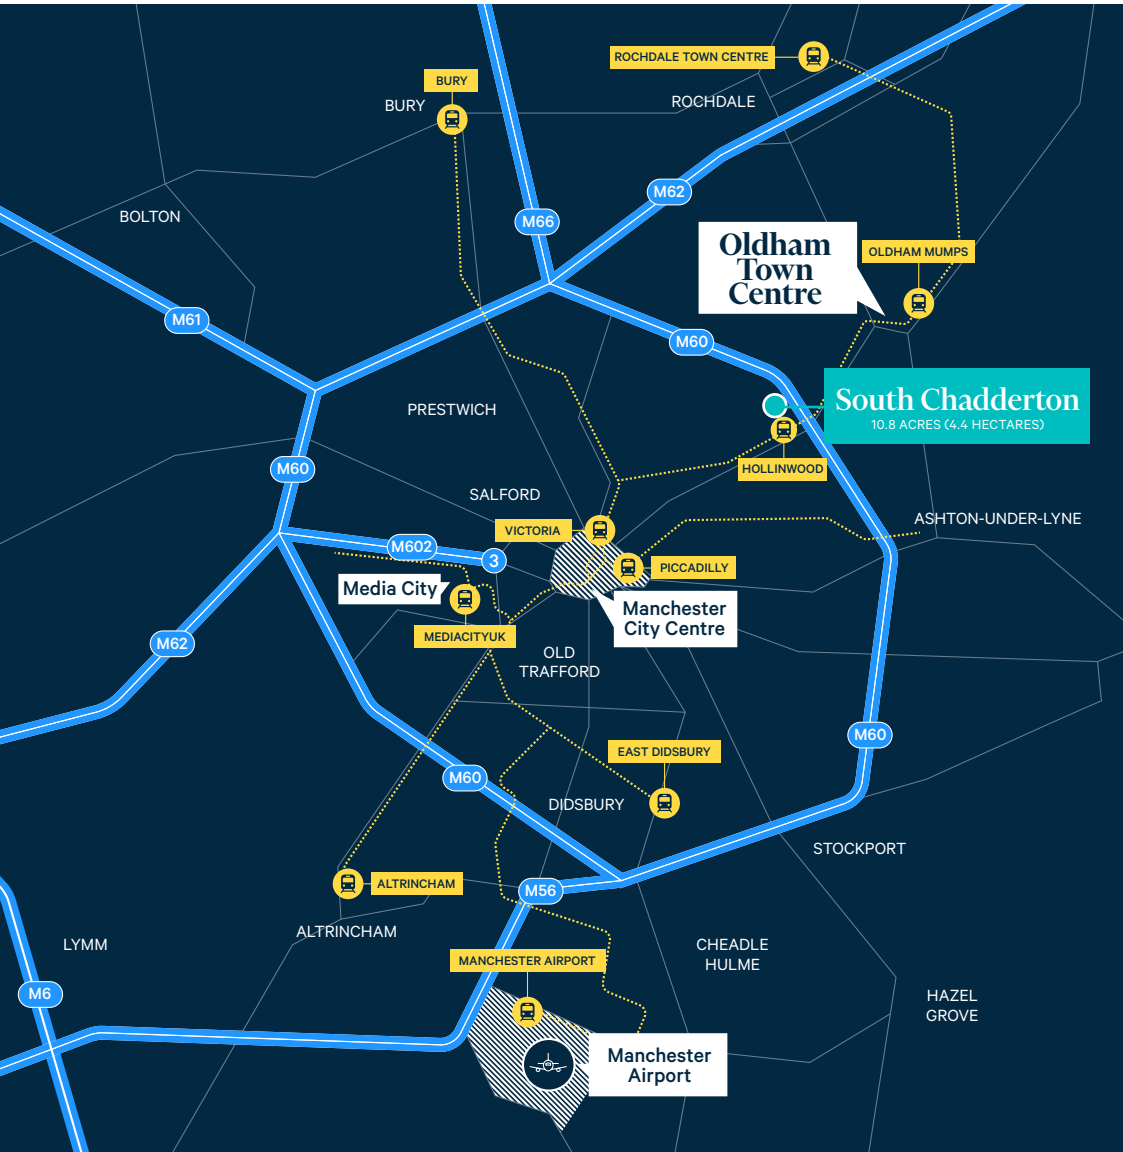 ROCHDALE TOWN CENTRE
BURY
BURY
ROCHDALE
M62
BOLTON
M66
Oldham
Town
Centre
OLDHAM MUMPS
M61
M60
South Chadderton
10.8 ACRES (4.4 HECTARES)
PRESTWICH
HOLLINWOOD
M60
SALFORD
VICTORIA
ASHTON-UNDER-LYNE
M602
3
PICCADILLY
Media City
Manchester
City Centre
MEDIACITYUK
M62
OLD
TRAFFORD
M60
EAST DIDSBURY
M60
DIDSBURY
STOCKPORT
ALTRINCHAM
M56
ALTRINCHAM
LYMM
CHEADLE
HULME
MANCHESTER AIRPORT
M6
HAZEL
GROVE
Manchester
Airport